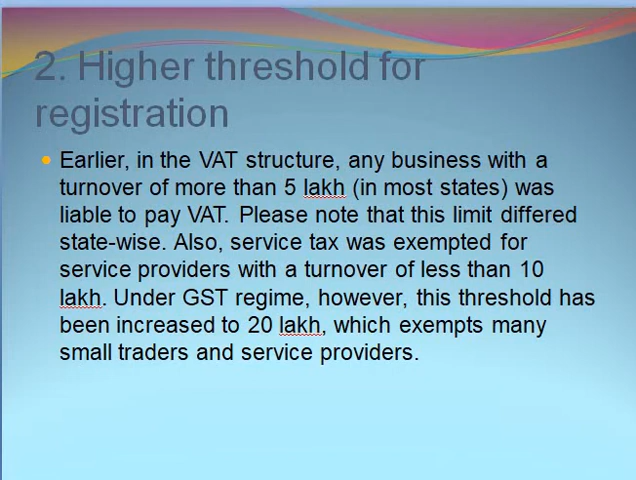 2. Higher threshold for
registration
Earlier, in the VAT structure, any business with a
turnover of more than 5 lakh (in most states) was
liable to pay VAT. Please note that this limit differed
state-wise. Also, service tax was exempted for
service providers with a turnover of less than 10
lakh. Under GST regime, however, this threshold has
been increased to 20 lakh, which exempts many
small traders and service providers.